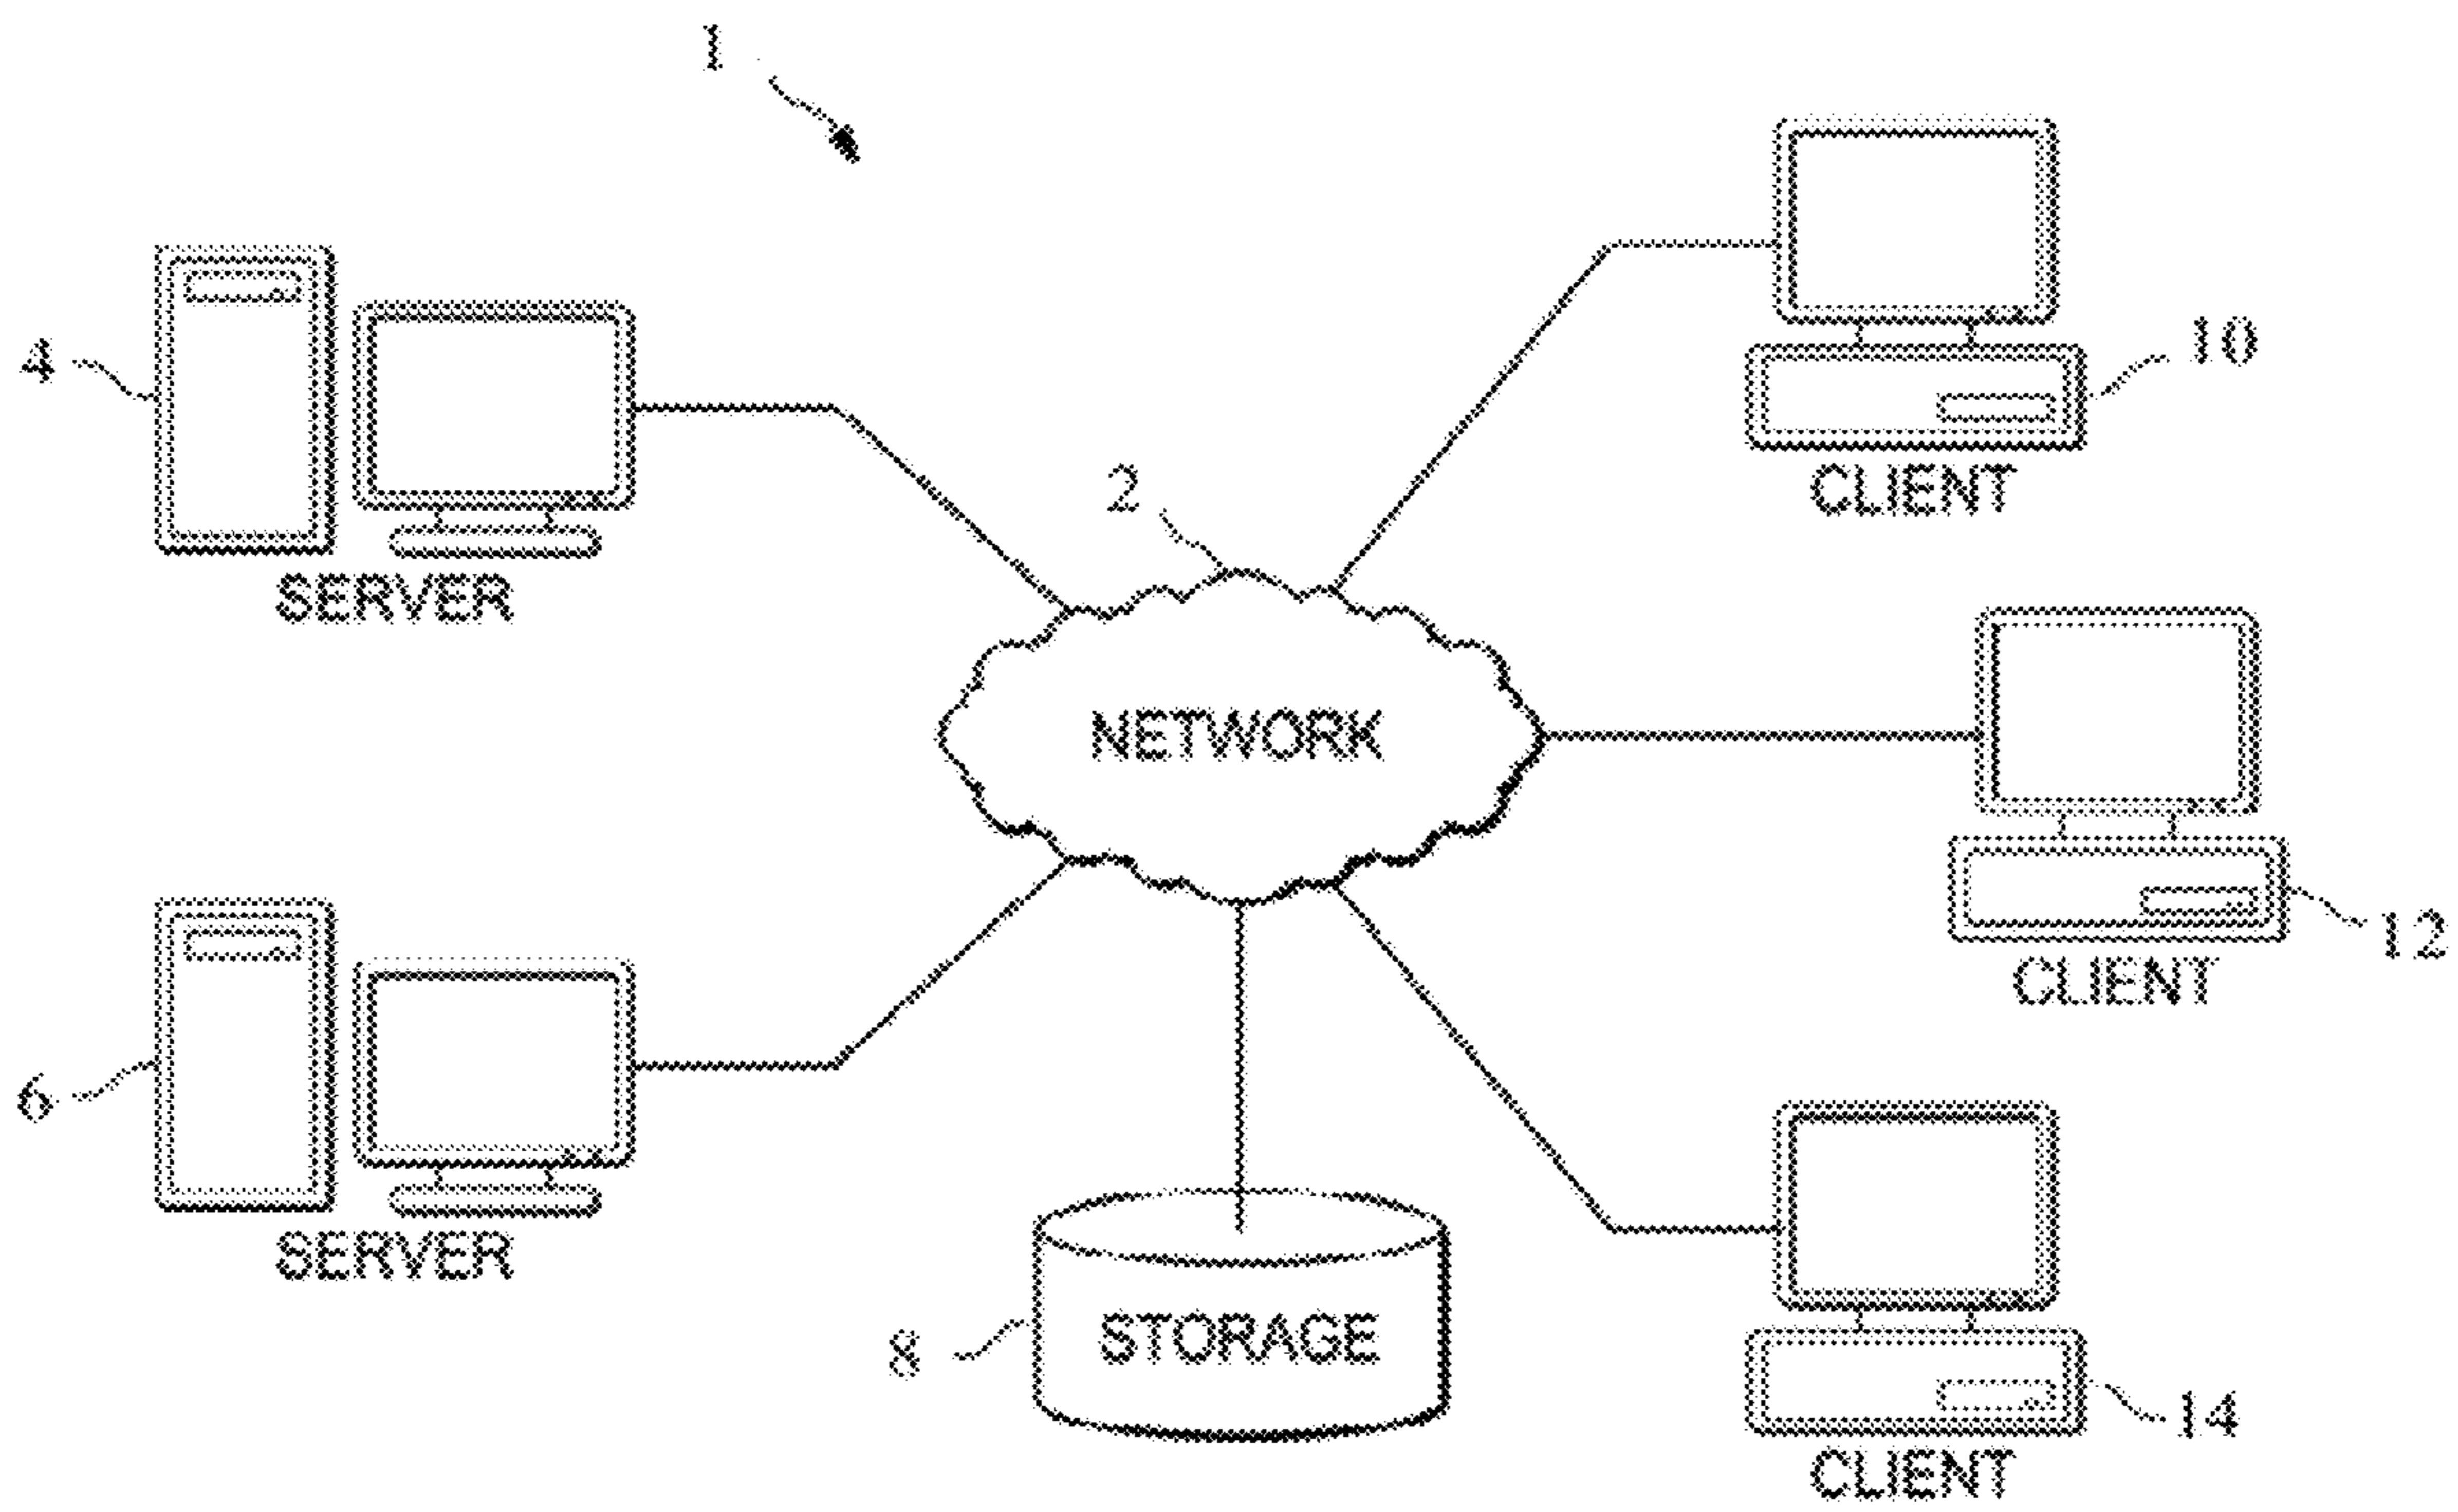 1
4
SERVER
10
CLIENT
2
NETWORK
12
CLIENT
6
SERVER
8
STORAGE
14
CLIENT